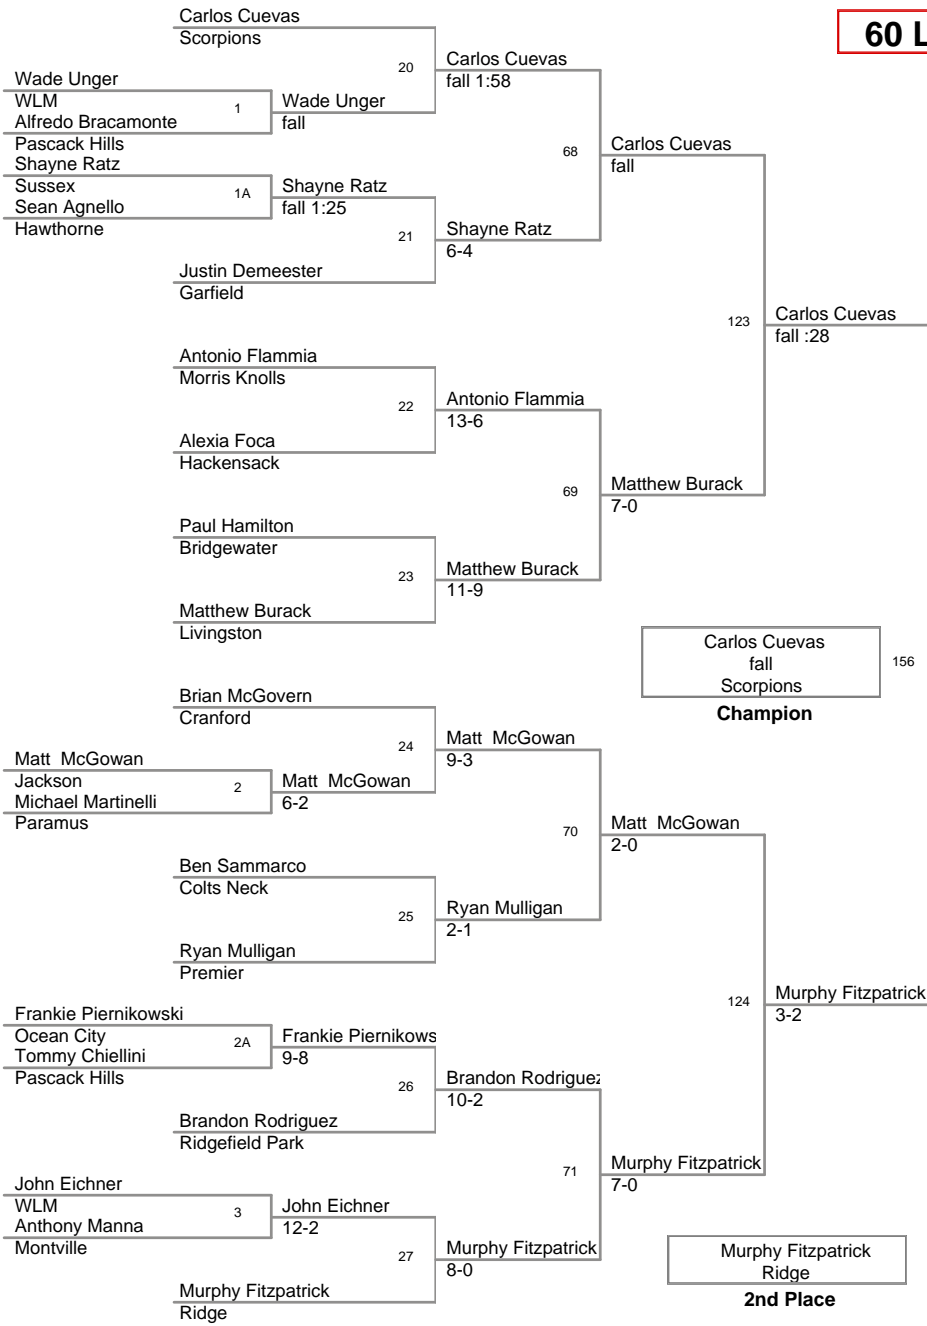 Carlos Cuevas
Scorpions
60 L
20
Carlos Cuevas
fall 1:58
Wade Unger
WLM
1
Wade Unger
fall
Alfredo Bracamonte
Pascack Hills
68
Carlos Cuevas
fall
Shayne Ratz
Sussex
1A
Shayne Ratz
fall 1:25
Sean Agnello
Hawthorne
21
Shayne Ratz
6-4
Justin Demeester
Garfield
123
Carlos Cuevas
fall :28
Antonio Flammia
Morris Knolls
22
Antonio Flammia
13-6
Alexia Foca
Hackensack
69
Matthew Burack
7-0
Paul Hamilton
Bridgewater
23
Matthew Burack
11-9
Matthew Burack
Livingston
Carlos Cuevas
fall
Scorpions
156
Champion
Brian McGovern
Cranford
24
Matt McGowan
9-3
Matt McGowan
Jackson
2
Matt McGowan
6-2
Michael Martinelli
Paramus
70
Matt McGowan
2-0
Ben Sammarco
Colts Neck
25
Ryan Mulligan
2-1
Ryan Mulligan
Premier
124
Murphy Fitzpatrick
3-2
Frankie Piernikowski
Ocean City
2A
Frankie Piernikows
9-8
Tommy Chiellini
Pascack Hills
26
Brandon Rodriguez
10-2
Brandon Rodriguez
Ridgefield Park
71
Murphy Fitzpatrick
7-0
John Eichner
WLM
3
John Eichner
12-2
Anthony Manna
Montville
27
Murphy Fitzpatrick
8-0
Murphy Fitzpatrick
Ridge
Murphy Fitzpatrick
Ridge
2nd Place